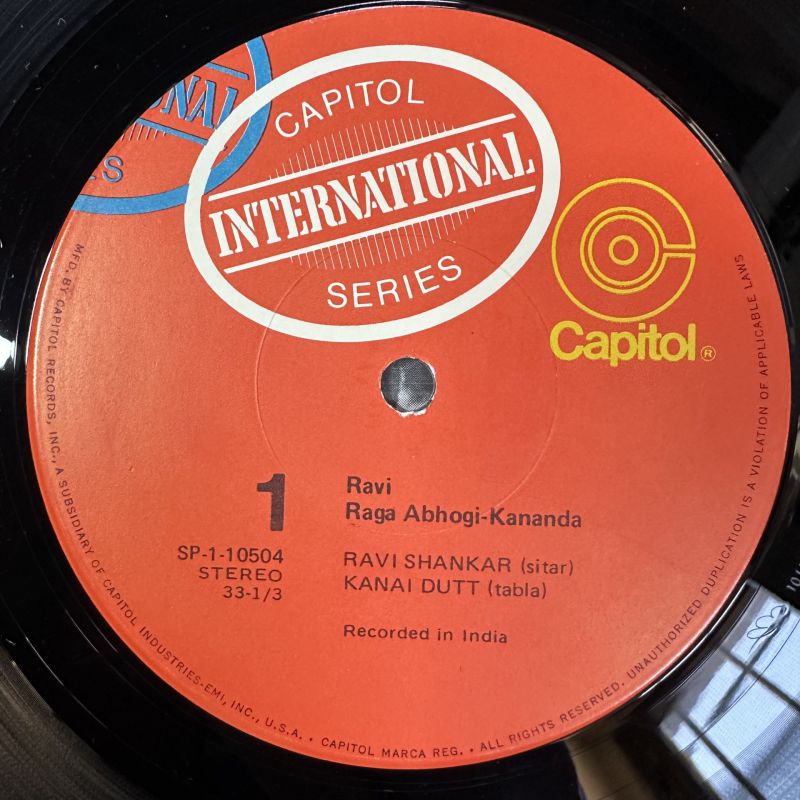 CAPITOL
INTERNATIONAL
SERIES
Capitol®
1
Ravi
Raga Abhogi-Kananda
SP-1-10504
STEREO
33-1/3
RAVI SHANKAR (sitar)
KANAI DUTT (tabla)
Recorded in India
MFD. BY CAPITOL RECORDS, INC., A SUBSIDIARY OF CAPITOL INDUSTRIES-EMI, INC., U.S.A. • CAPITOL MARCA REG. • ALL RIGHTS RESERVED. UNAUTHORIZED DUPLICATION IS A VIOLATION OF APPLICABLE LAWS